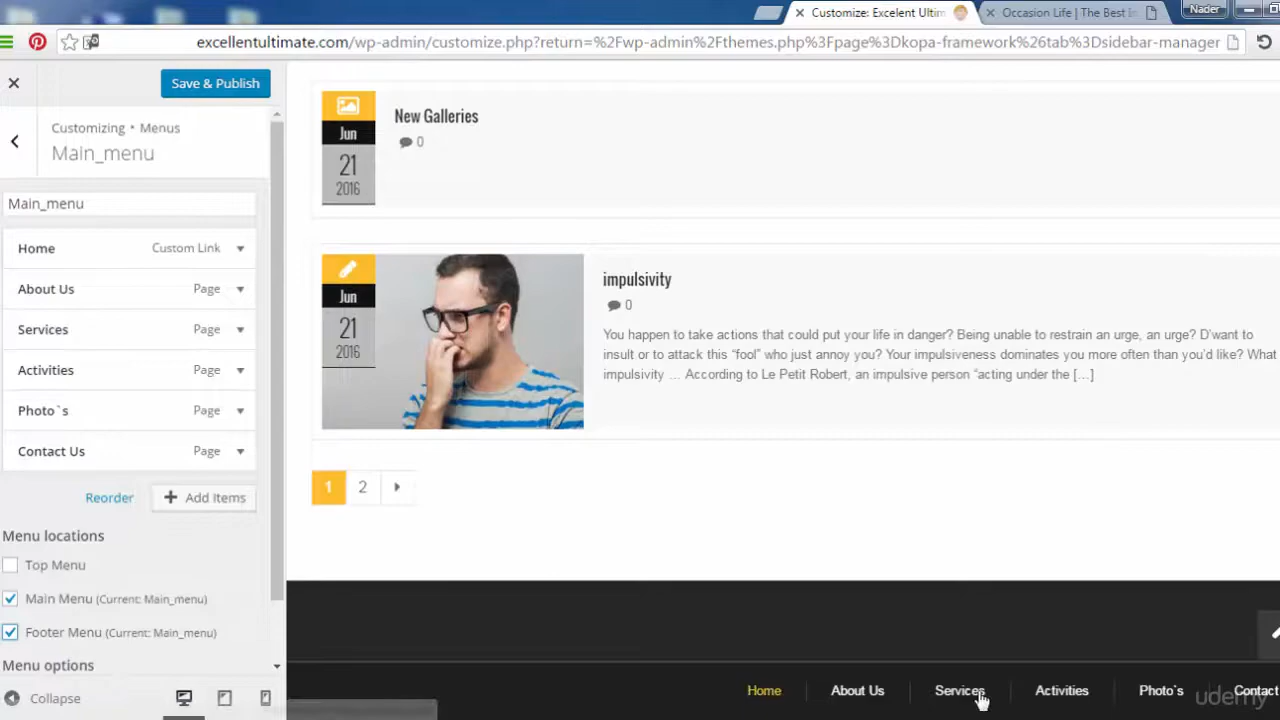 Customize: Excelent Ultim
Occasion Life | The Best In
Nader
excellentultimate.com/wp-admin/customize.php?return=%2Fwp-admin%2Fthemes.php%3Fpage%3Dkopa-framework%26tab%3Dsidebar-manager
Save & Publish
Customizing • Menus
Main_menu
Main_menu
Home Custom Link
About Us Page
Services Page
Activities Page
Photo`s Page
Contact Us Page
Reorder
Add Items
Menu locations
Top Menu
Main Menu (Current: Main_menu)
Footer Menu (Current: Main_menu)
Menu options
Collapse
Jun
21
2016
New Galleries
0
Jun
21
2016
impulsivity
0
You happen to take actions that could put your life in danger? Being unable to restrain an urge, an urge? D’want to
insult or to attack this “fool” who just annoy you? Your impulsiveness dominates you more often than you’d like? What
impulsivity … According to Le Petit Robert, an impulsive person “acting under the […]
1 2
Home About Us Services Activities Photo`s Contact
udemy